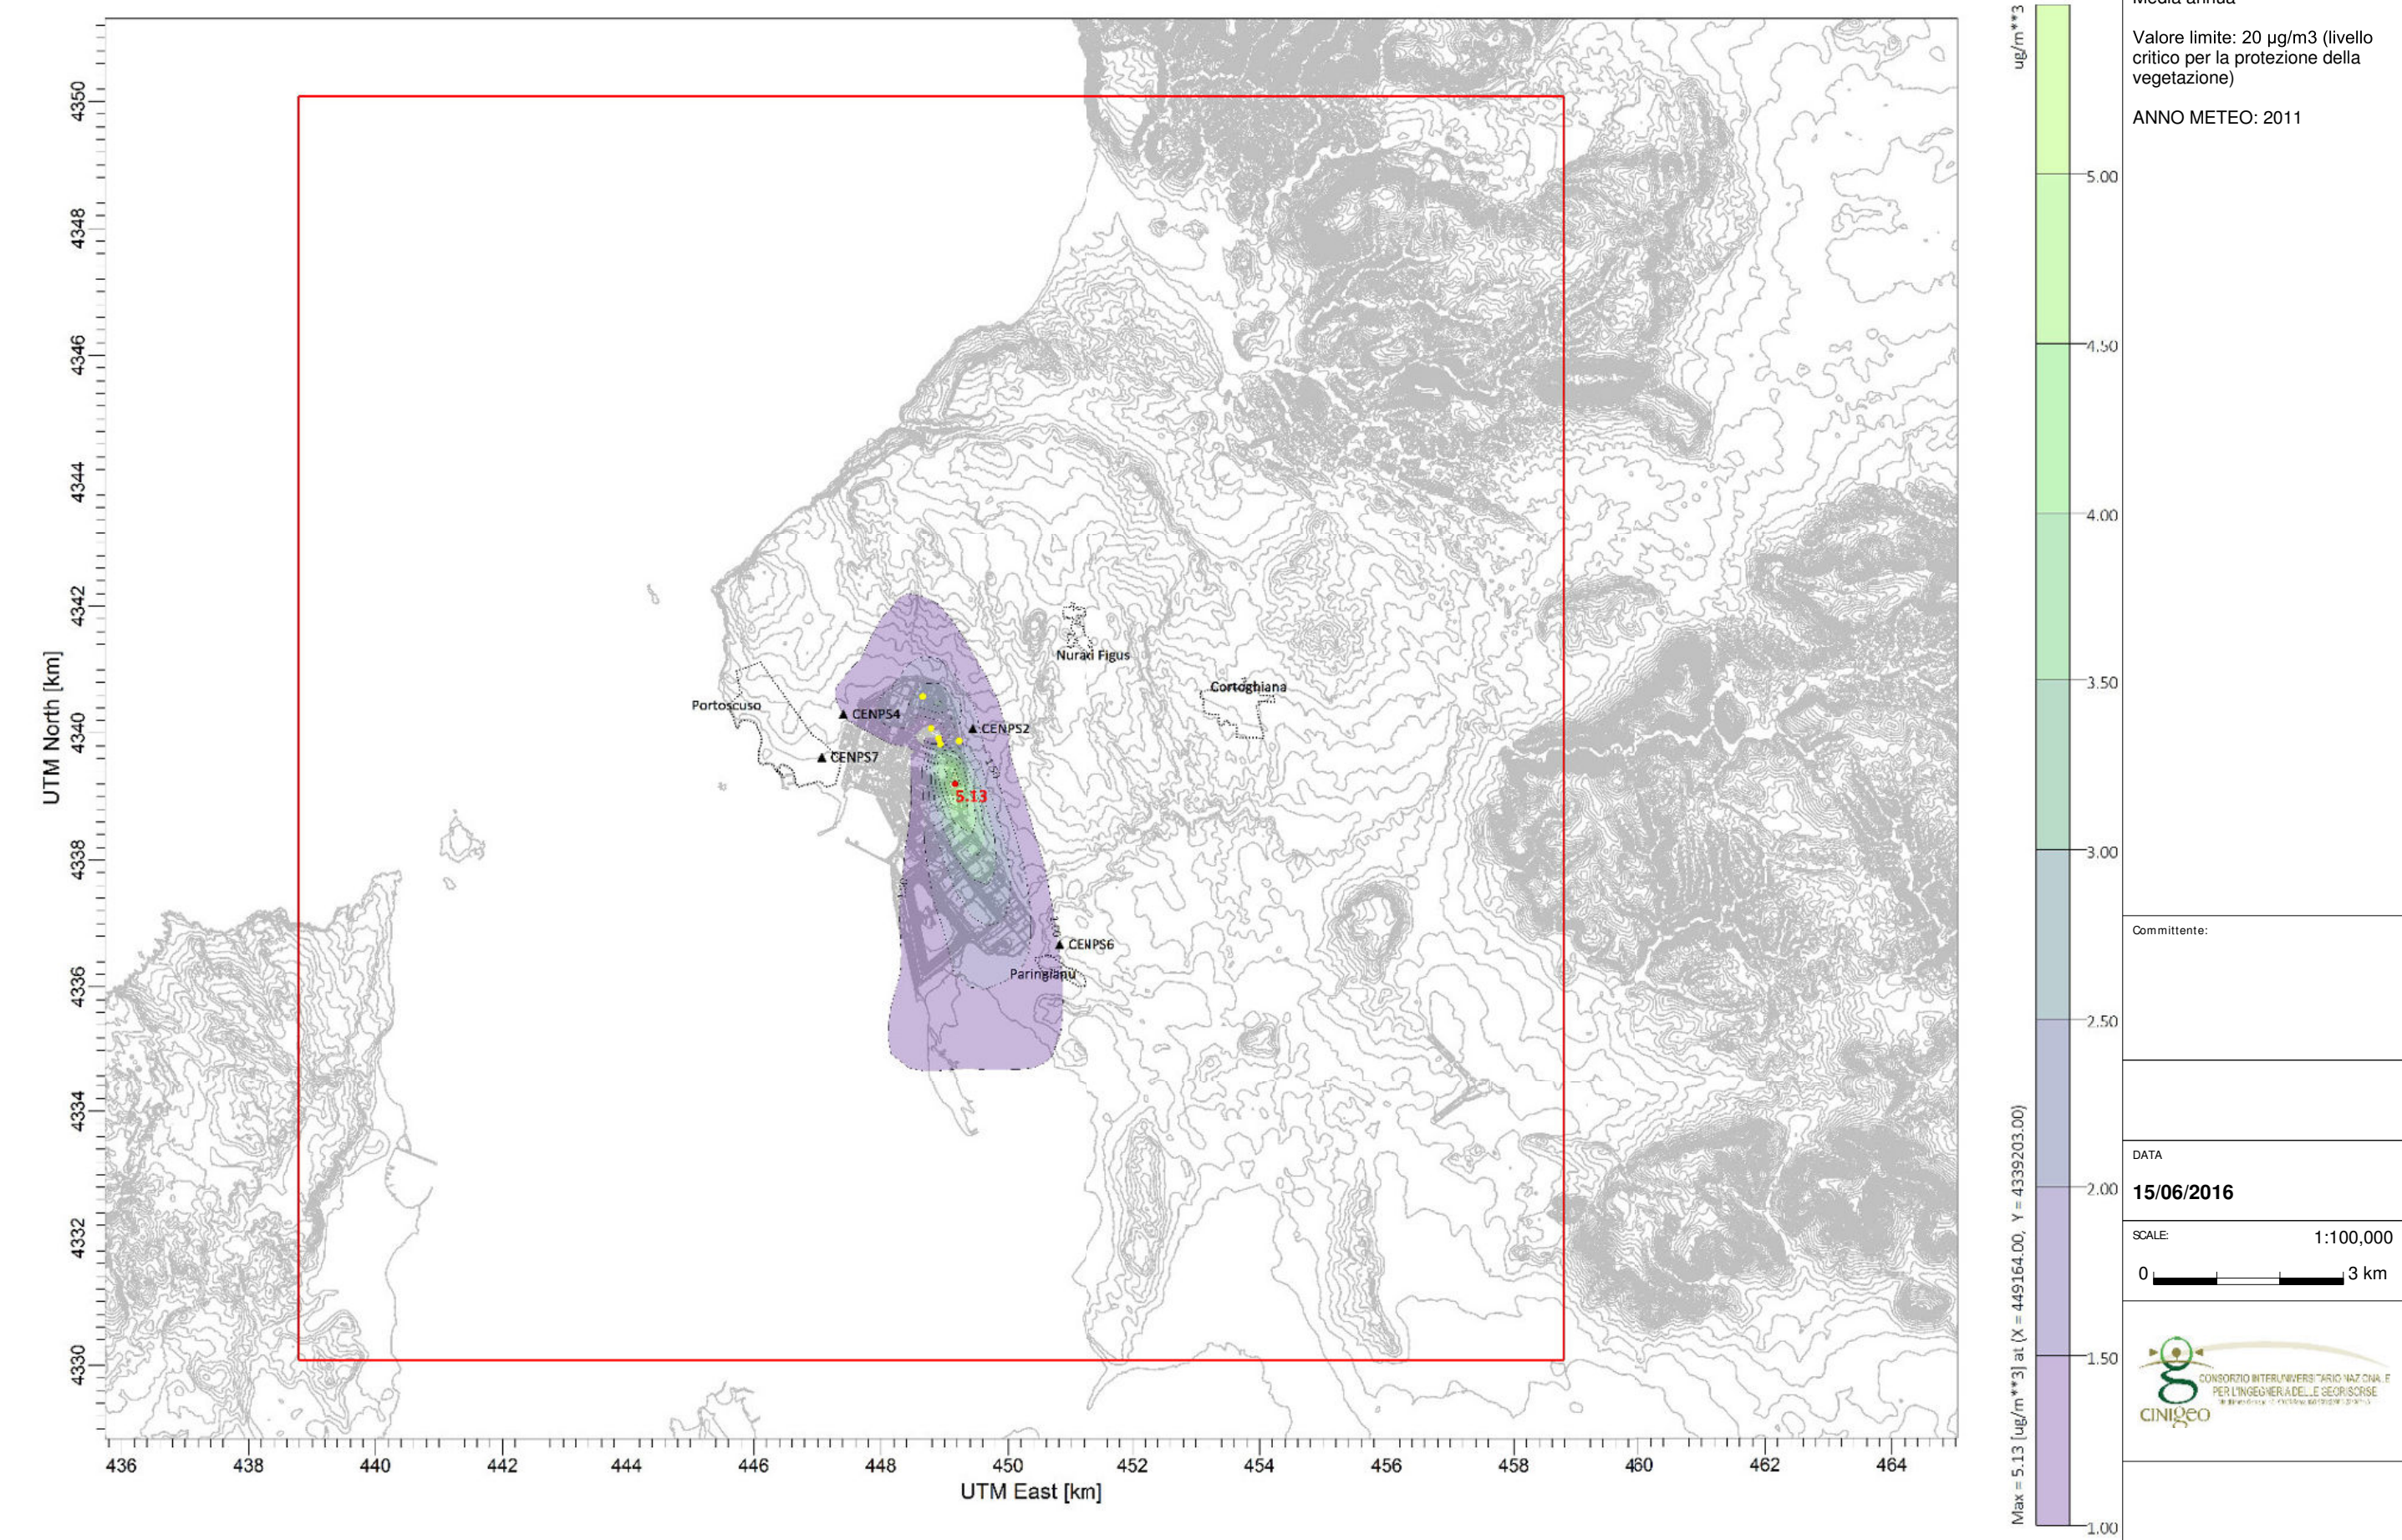 Media annua
Valore limite: 20 µg/m3 (livello
critico per la protezione della
vegetazione)
ANNO METEO: 2011
Committente:
DATA
15/06/2016
SCALE:
1:100,000
0
3 km
CONSORZIO INTERUNIVERSITARIO NAZIONALE
PER L'INGEGNERIA DELLE GEORISORSE
CINIGEO
ug/m**3
5.00
4.50
4.00
3.50
3.00
2.50
2.00
1.50
1.00
Max = 5.13 [ug/m**3] at (X = 449164.00, Y = 4339203.00)
UTM North [km]
4350
4348
4346
4344
4342
4340
4338
4336
4334
4332
4330
Nuraxi Figus
Cortoghiana
Portoscuso
CENPS4
CENPS2
CENPS7
1.50
5.13
1.00
CENPS6
Paringianu
436
438
440
442
444
446
448
450
452
454
456
458
460
462
464
UTM East [km]